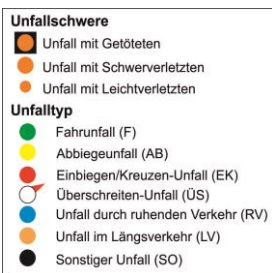 Unfallschwere
Unfall mit Getöteten
Unfall mit Schwerverletzten
Unfall mit Leichtverletzten
Unfalltyp
Fahrunfall (F)
Abbiegeunfall (AB)
Einbiegen/Kreuzen-Unfall (EK)
Überschreiten-Unfall (ÜS)
Unfall durch ruhenden Verkehr (RV)
Unfall im Längsverkehr (LV)
Sonstiger Unfall (SO)